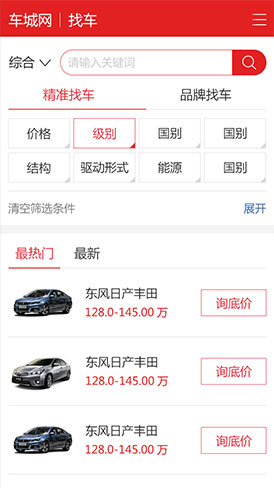 车城网 | 找车
综合 请输入关键词
精准找车 品牌找车
价格 级别 国别 国别
结构 驱动形式 能源 国别
清空筛选条件 展开
最热门 最新
东风日产丰田
128.0-145.00 万
询底价
东风日产丰田
128.0-145.00 万
询底价
东风日产丰田
128.0-145.00 万
询底价